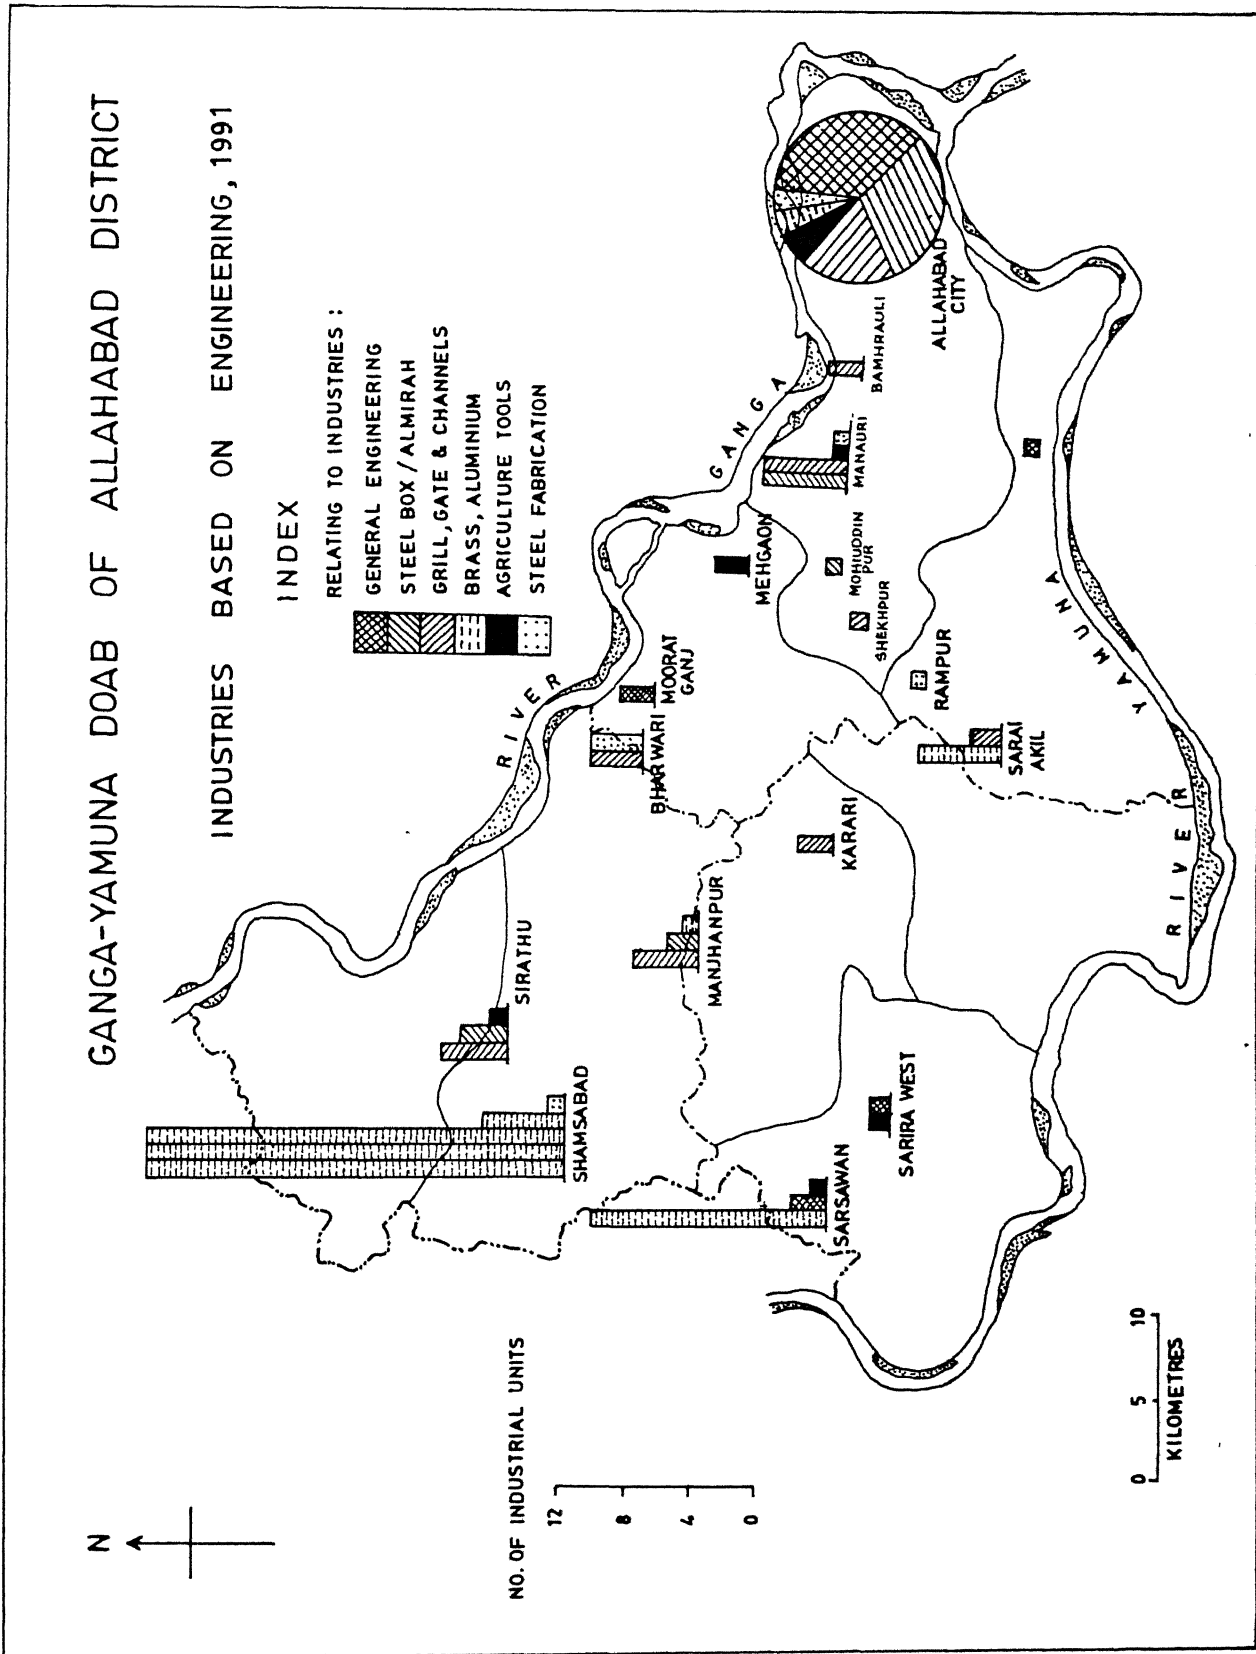 GANGA-YAMUNA DOAB OF ALLAHABAD DISTRICT
INDUSTRIES BASED ON ENGINEERING, 1991
N
INDEX
RELATING TO INDUSTRIES :
GENERAL ENGINEERING
STEEL BOX / ALMIRAH
GRILL, GATE & CHANNELS
BRASS, ALUMINIUM
AGRICULTURE TOOLS
STEEL FABRICATION
RIVER
GANGA
SIRATHU
SHAMSABAD
BHARWARI
MOORAT
GANJ
MEHGAON
MANAURI
BAMHRAULI
MOHIUDDIN
PUR
SHEKHPUR
ALLAHABAD
CITY
MANJHANPUR
KARARI
RAMPUR
SARAI
AKIL
SARSAWAN
SARIRA WEST
RIVER
YAMUNA
NO. OF INDUSTRIAL UNITS
12
8
4
0
0 5 10
KILOMETRES